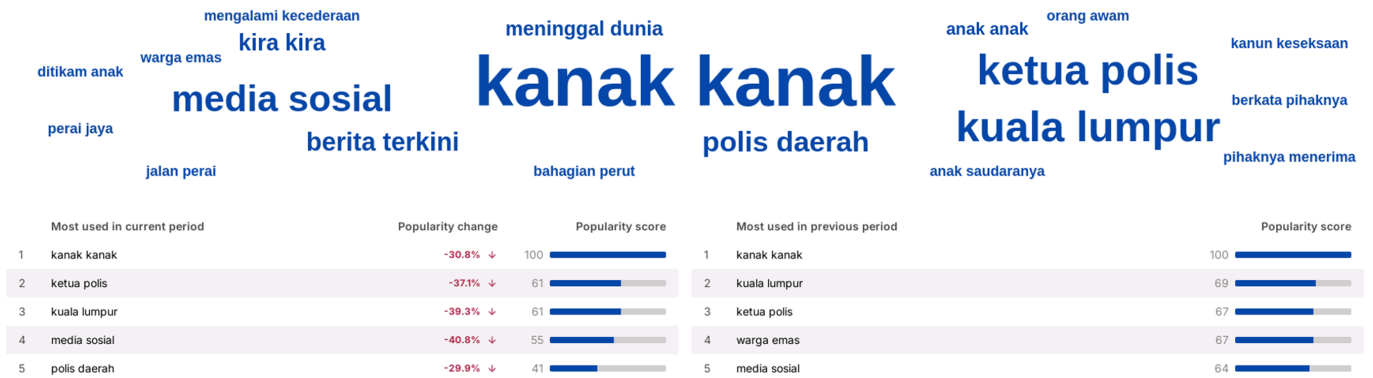 mengalami kecederaan
orang awam
meninggal dunia
anak anak
kira kira
kanun keseksaan
warga emas
ditikam anak
kanak kanak
ketua polis
media sosial
berkata pihaknya
perai jaya
kuala lumpur
berita terkini
polis daerah
pihaknya menerima
jalan perai
bahagian perut
anak saudaranya
Most used in current period Popularity change Popularity score
1 kanak kanak -30.8% ↓ 100
2 ketua polis -37.1% ↓ 61
3 kuala lumpur -39.3% ↓ 61
4 media sosial -40.8% ↓ 55
5 polis daerah -29.9% ↓ 41
Most used in previous period Popularity score
1 kanak kanak 100
2 kuala lumpur 69
3 ketua polis 67
4 warga emas 67
5 media sosial 64